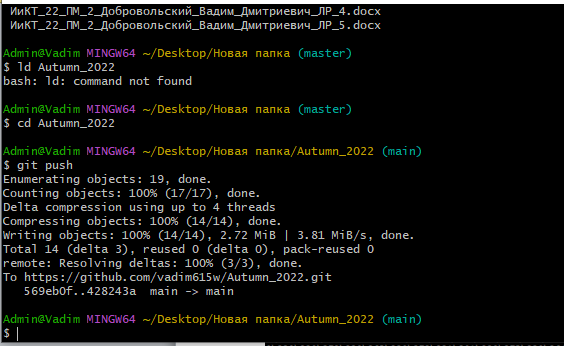 ИиКТ_22_ПМ_2_Добровольский_Вадим_Дмитриевич_ЛР_4.docx
ИиКТ_22_ПМ_2_Добровольский_Вадим_Дмитриевич_ЛР_5.docx
Admin@Vadim MINGW64 ~/Desktop/Новая папка (master)
$ ld Autumn_2022
bash: ld: command not found
Admin@Vadim MINGW64 ~/Desktop/Новая папка (master)
$ cd Autumn_2022
Admin@Vadim MINGW64 ~/Desktop/Новая папка/Autumn_2022 (main)
$ git push
Enumerating objects: 19, done.
Counting objects: 100% (17/17), done.
Delta compression using up to 4 threads
Compressing objects: 100% (14/14), done.
Writing objects: 100% (14/14), 2.72 MiB | 3.81 MiB/s, done.
Total 14 (delta 3), reused 0 (delta 0), pack-reused 0
remote: Resolving deltas: 100% (3/3), done.
To https://github.com/vadim615w/Autumn_2022.git
569eb0f..428243a  main -> main
Admin@Vadim MINGW64 ~/Desktop/Новая папка/Autumn_2022 (main)
$